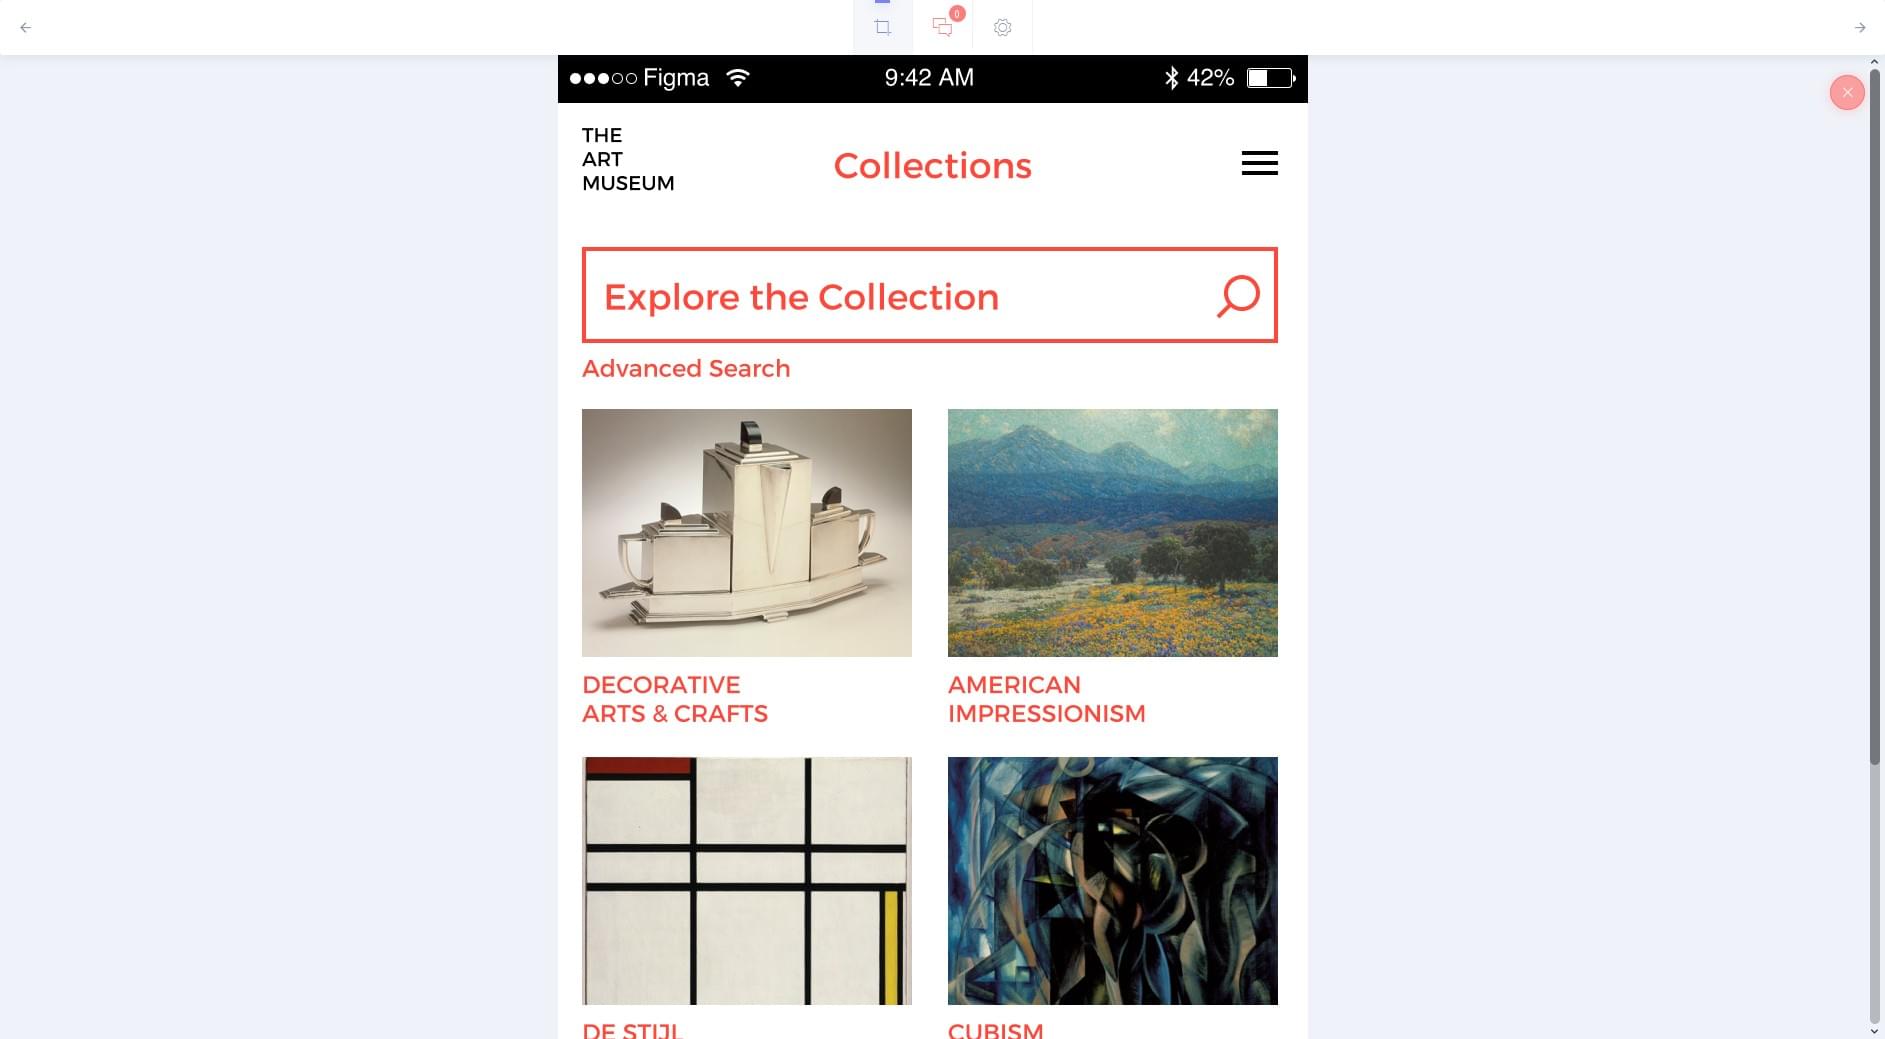 0
Figma 9:42 AM 42%
THE
ART
MUSEUM
Collections
Explore the Collection
Advanced Search
DECORATIVE
ARTS & CRAFTS
AMERICAN
IMPRESSIONISM
DE STIJL
CUBISM